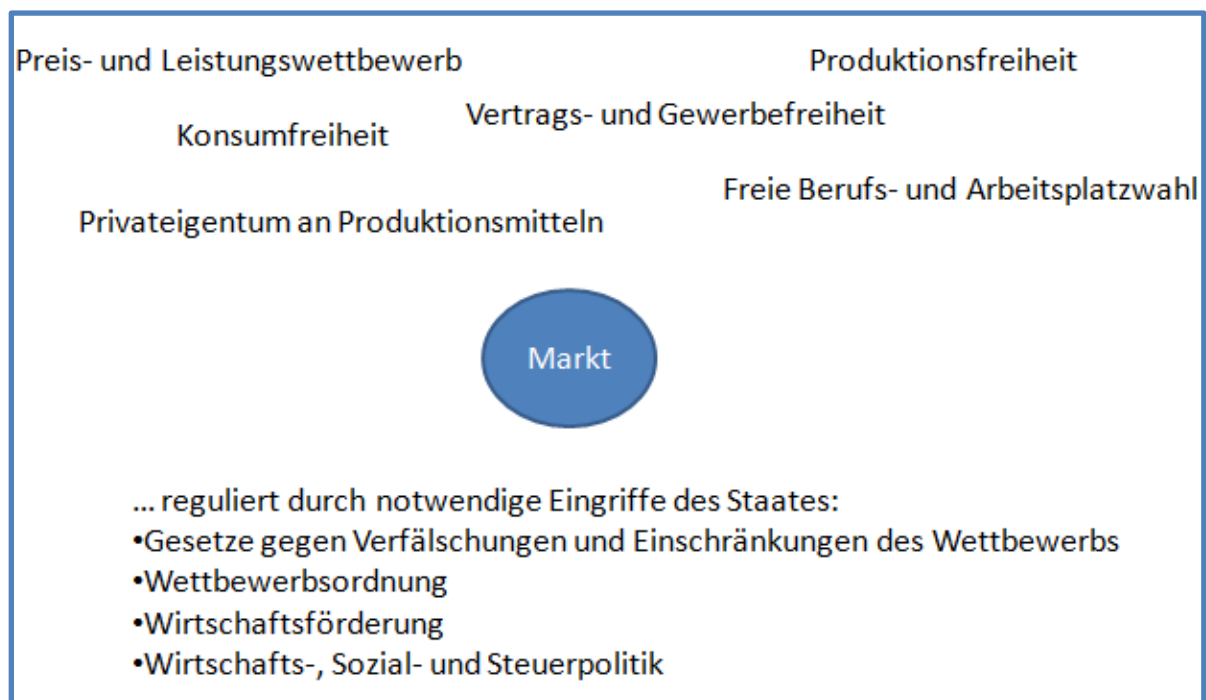 Preis- und Leistungswettbewerb
Produktionsfreiheit
Vertrags- und Gewerbefreiheit
Konsumfreiheit
Freie Berufs- und Arbeitsplatzwahl
Privateigentum an Produktionsmitteln
Markt
... reguliert durch notwendige Eingriffe des Staates:
•Gesetze gegen Verfälschungen und Einschränkungen des Wettbewerbs
•Wettbewerbsordnung
•Wirtschaftsförderung
•Wirtschafts-, Sozial- und Steuerpolitik